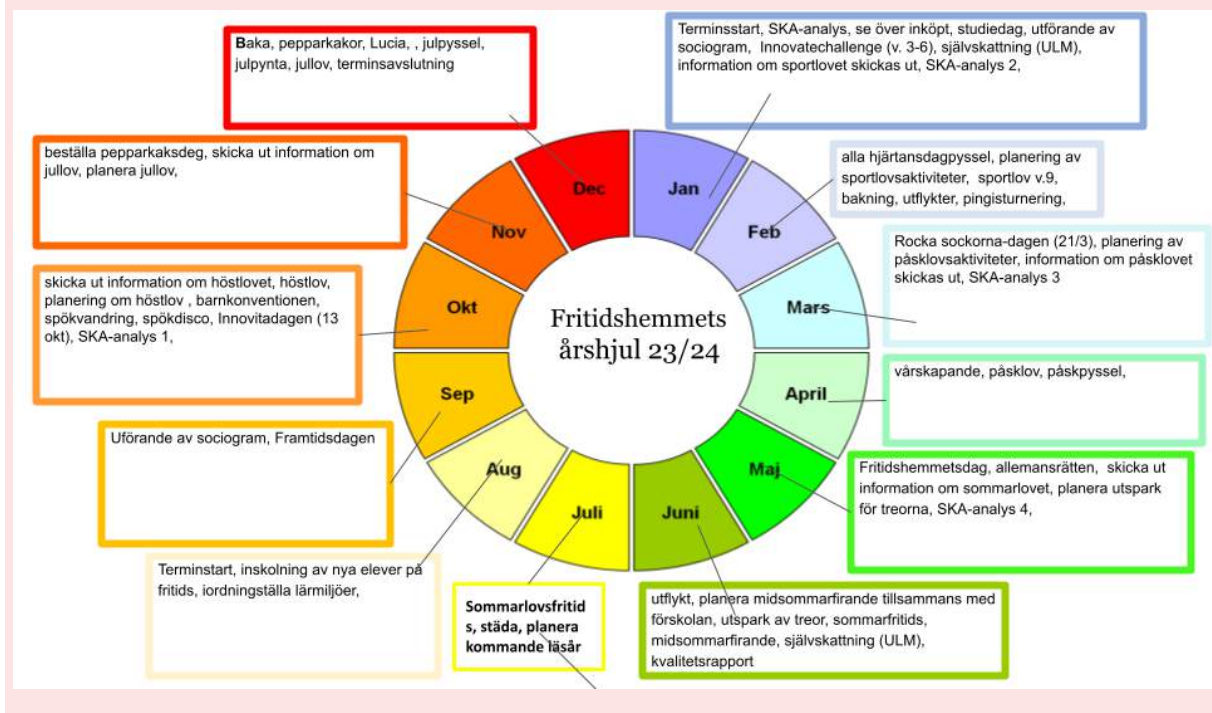 Baka, pepparkakor, Lucia, , julpyssel,
julpynta, jullov, terminsavslutning
Terminsstart, SKA-analys, se över inköpt, studiedag, utförande av
sociogram, Innovatechallenge (v. 3-6), självskattning (ULM),
information om sportlovet skickas ut, SKA-analys 2,
beställa pepparkaksdeg, skicka ut information om
jullov, planera jullov,
alla hjärtansdagpyssel, planering av
sportlovsaktiviteter, sportlov v.9,
bakning, utflykter, pingisturnering,
Rocka sockorna-dagen (21/3), planering av
påsklovsaktiviteter, information om påsklovet
skickas ut, SKA-analys 3
skicka ut information om höstlovet, höstlov,
planering om höstlov , barnkonventionen,
spökvandring, spökdisco, Innovitadagen (13
okt), SKA-analys 1,
vårskapande, påsklov, påskpyssel,
Uförande av sociogram, Framtidsdagen
Fritidshemmetsdag, allemansrätten, skicka ut
information om sommarlovet, planera utspark
för treorna, SKA-analys 4,
Terminstart, inskolning av nya elever på
fritids, iordningställa lärmiljöer,
Sommarlovsfritid
s, städa, planera
kommande läsår
utflykt, planera midsommarfirande tillsammans med
förskolan, utspark av treor, sommarfritids,
midsommarfirande, självskattning (ULM),
kvalitetsrapport
Dec
Jan
Nov
Feb
Okt
Mars
Fritidshemmets
årshjul 23/24
Sep
April
Aug
Maj
Juli
Juni